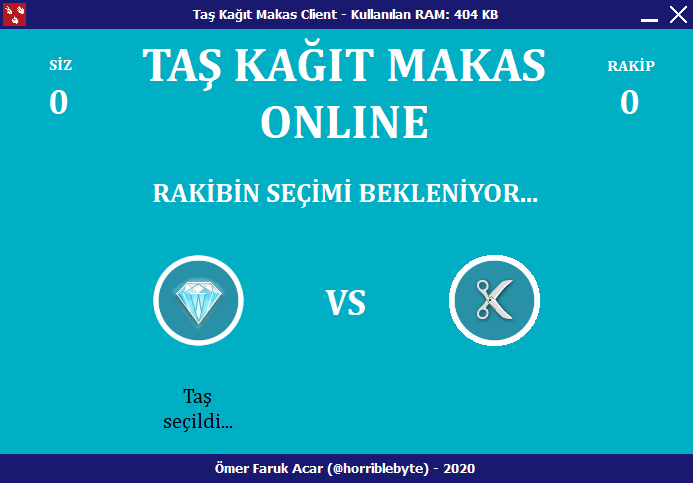 Taş Kağıt Makas Client - Kullanılan RAM: 404 KB
SİZ
0
TAŞ KAĞIT MAKAS
ONLINE
RAKİP
0
RAKİBİN SEÇİMİ BEKLENİYOR...
VS
Taş
seçildi...
Ömer Faruk Acar (@horriblebyte) - 2020